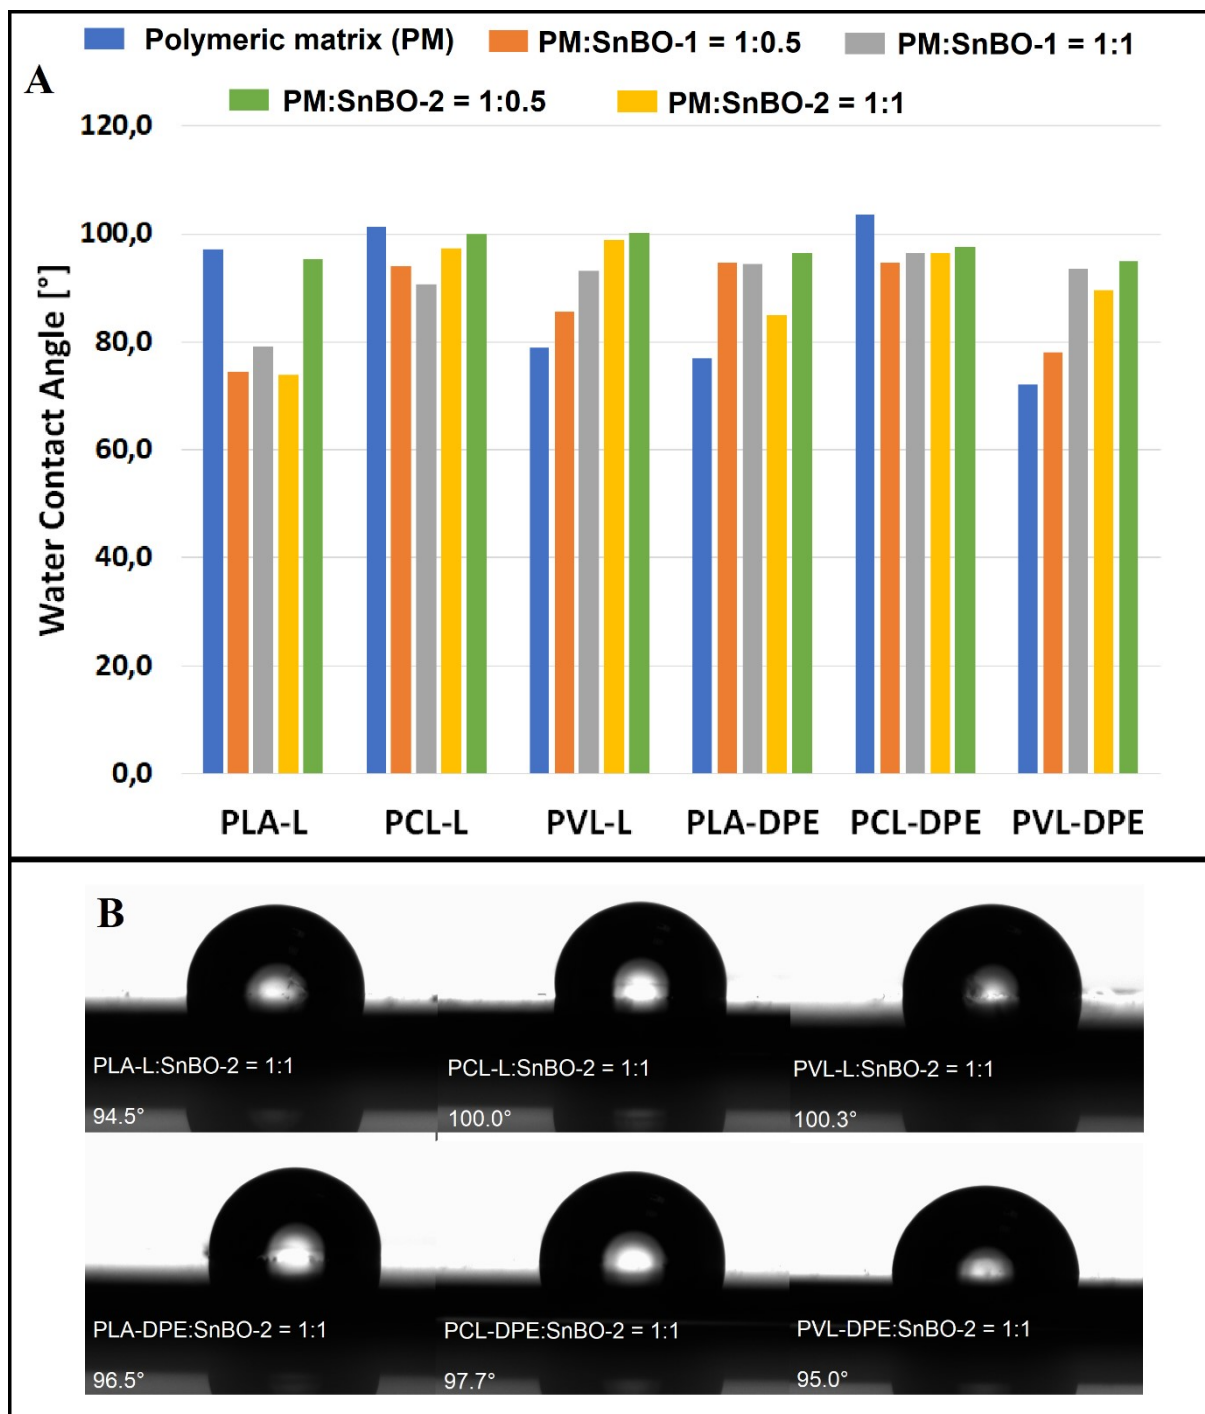 Polymeric matrix (PM) PM:SnBO-1 = 1:0.5 PM:SnBO-1 = 1:1
A
PM:SnBO-2 = 1:0.5 PM:SnBO-2 = 1:1
Water Contact Angle [°]
120,0
100,0
80,0
60,0
40,0
20,0
0,0
PLA-L PCL-L PVL-L PLA-DPE PCL-DPE PVL-DPE
B
PLA-L:SnBO-2 = 1:1
94.5°
PCL-L:SnBO-2 = 1:1
100.0°
PVL-L:SnBO-2 = 1:1
100.3°
PLA-DPE:SnBO-2 = 1:1
96.5°
PCL-DPE:SnBO-2 = 1:1
97.7°
PVL-DPE:SnBO-2 = 1:1
95.0°